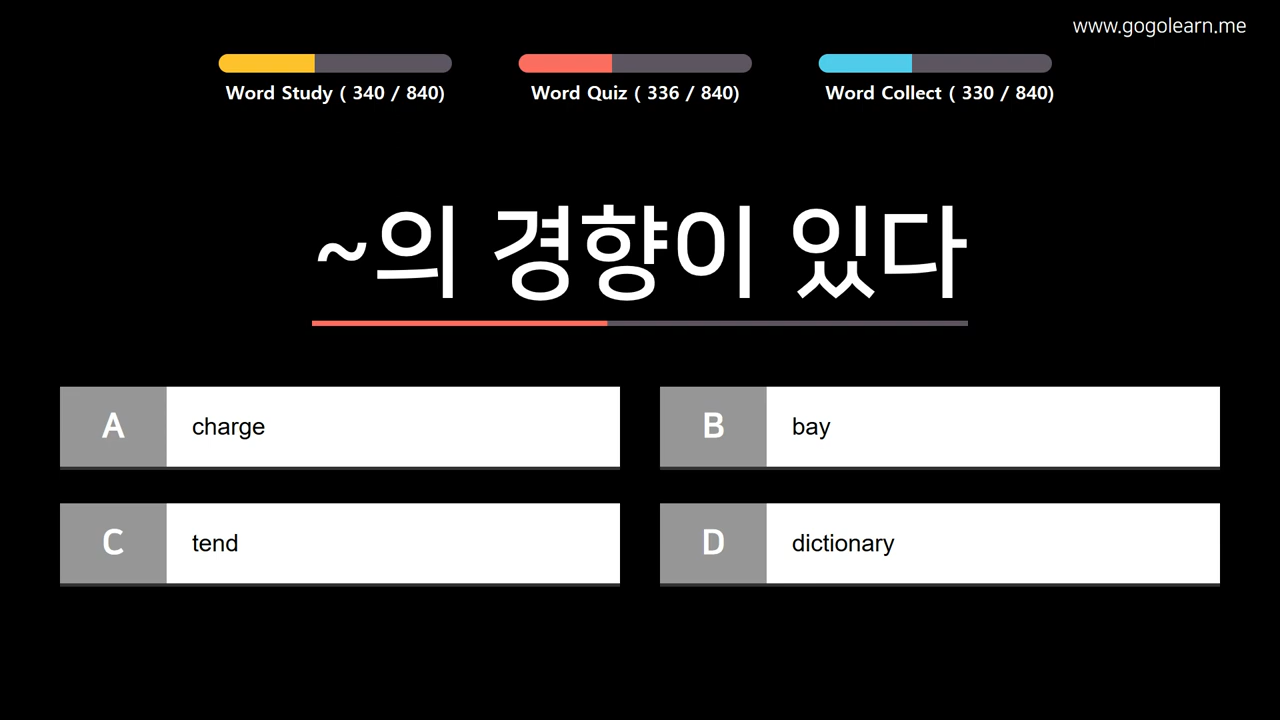 www.gogolearn.me
Word Study ( 340 / 840)
Word Quiz ( 336 / 840)
Word Collect ( 330 / 840)
~의 경향이 있다
A charge
B bay
C tend
D dictionary